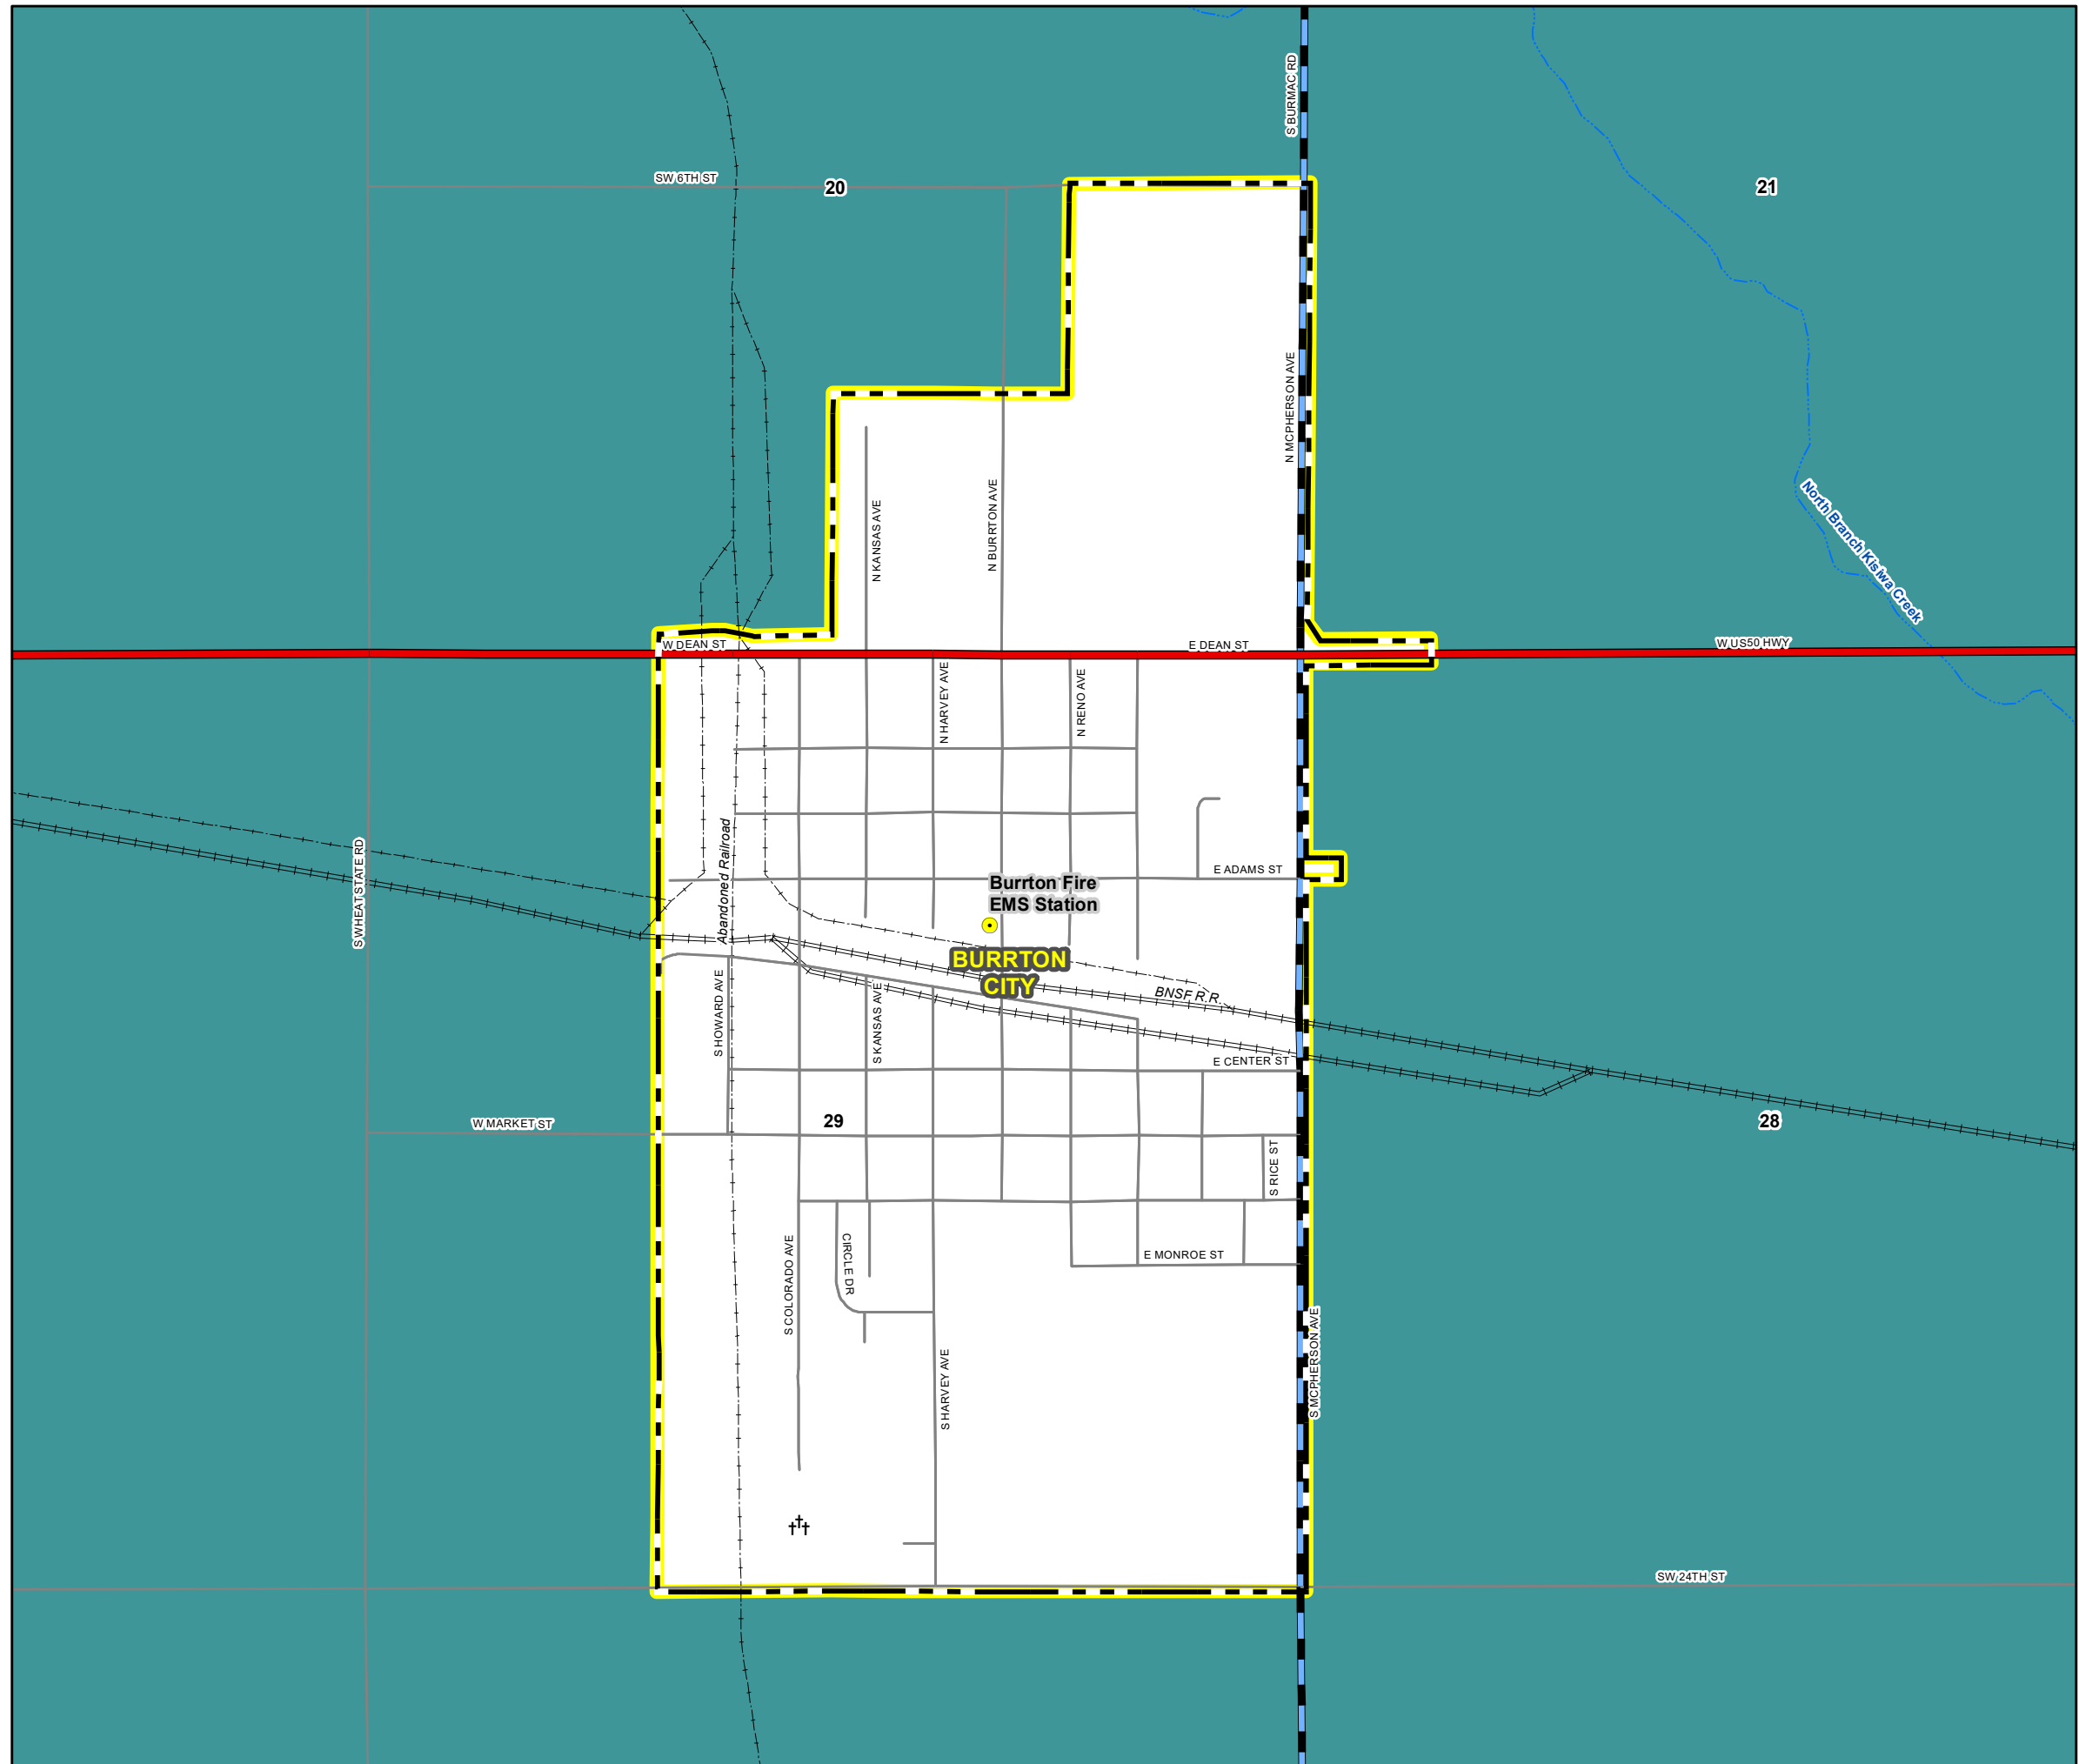 S BURMAC RD
SW 6TH ST
20
21
N MCPHERSON AVE
N KANSAS AVE
N BURRTON AVE
North Branch Kisiwa Creek
W DEAN ST
E DEAN ST
W US50 HWY
N HARVEY AVE
N RENO AVE
S WHEAT STATE RD
Abandoned Railroad
E ADAMS ST
Burrton Fire
EMS Station
BURRTON
CITY
BNSF R.R
S HOWARD AVE
S KANSAS AVE
E CENTER ST
W MARKET ST
29
28
S RICE ST
S COLORADO AVE
CIRCLE DR
E MONROE ST
S HARVEY AVE
S MCPHERSON AVE
SW 24TH ST